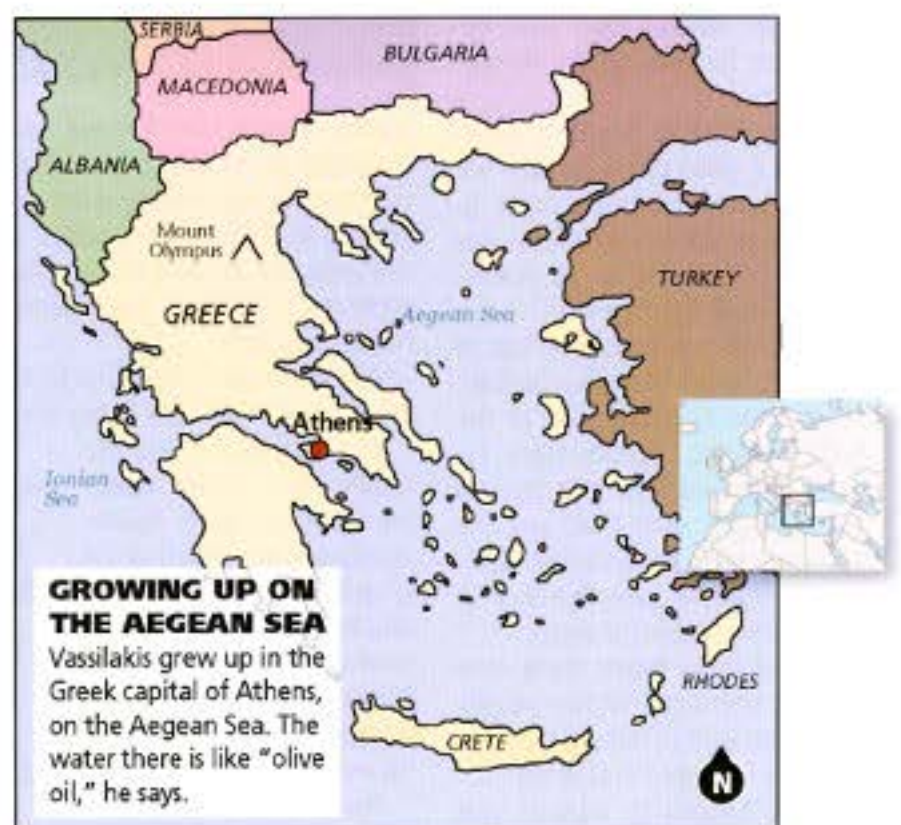 SERBIA
BULGARIA
MACEDONIA
ALBANIA
Mount
Olympus
TURKEY
GREECE
Aegean Sea
Athens
Ionian
Sea
GROWING UP ON
THE AEGEAN SEA
Vassilakis grew up in the
Greek capital of Athens,
on the Aegean Sea. The
water there is like “olive
oil,” he says.
RHODES
CRETE
N